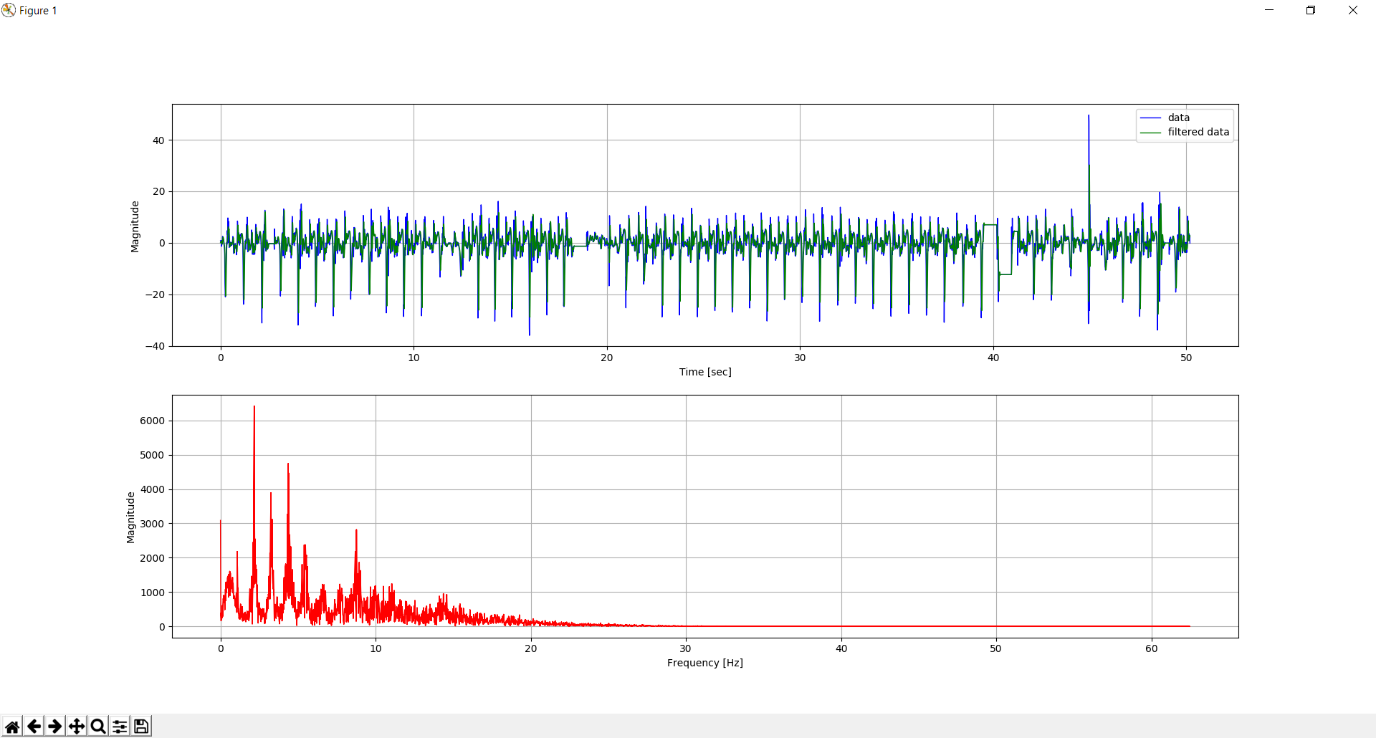 Figure 1
data
filtered data
Magnitude
40
20
0
−20
−40
0 10 20 30 40 50
Time [sec]
Magnitude
6000
5000
4000
3000
2000
1000
0
0 10 20 30 40 50 60
Frequency [Hz]